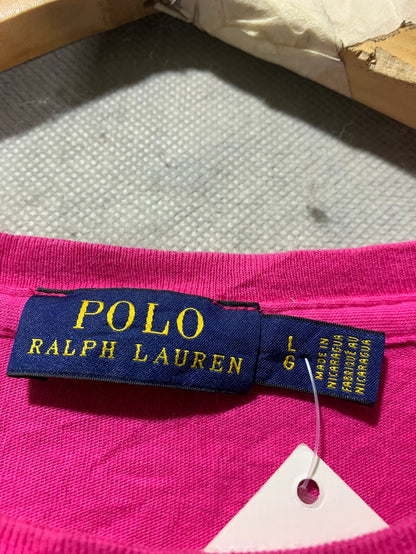 POLO
RALPH LAUREN
L
G
MADE IN
NICARAGUA
FABRIQUÉ AU
NICARAGUA